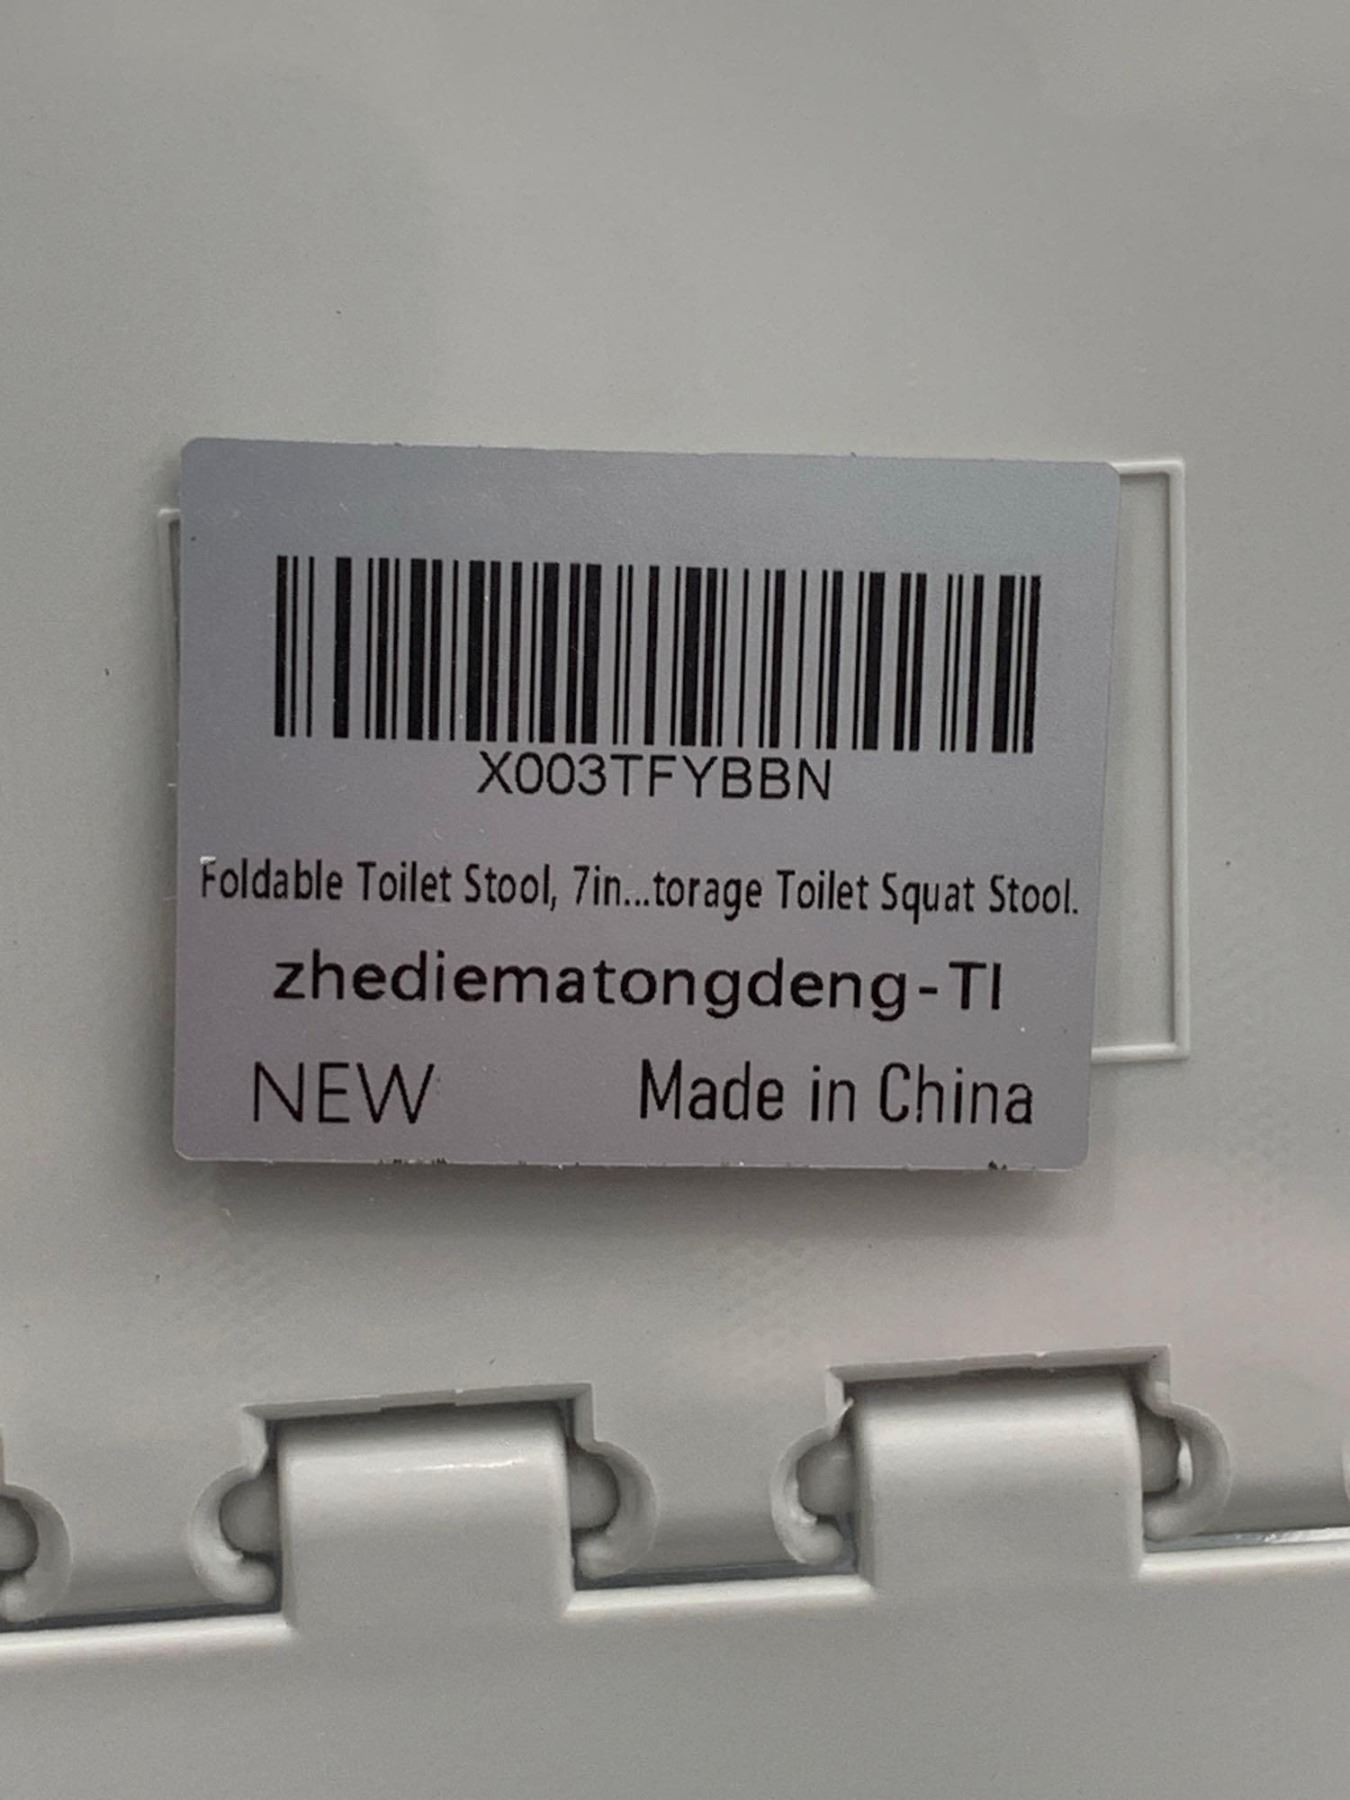 X003TFYBBN
Foldable Toilet Stool, 7in...torage Toilet Squat Stool.
zhediematongdeng-TI
NEW Made in China